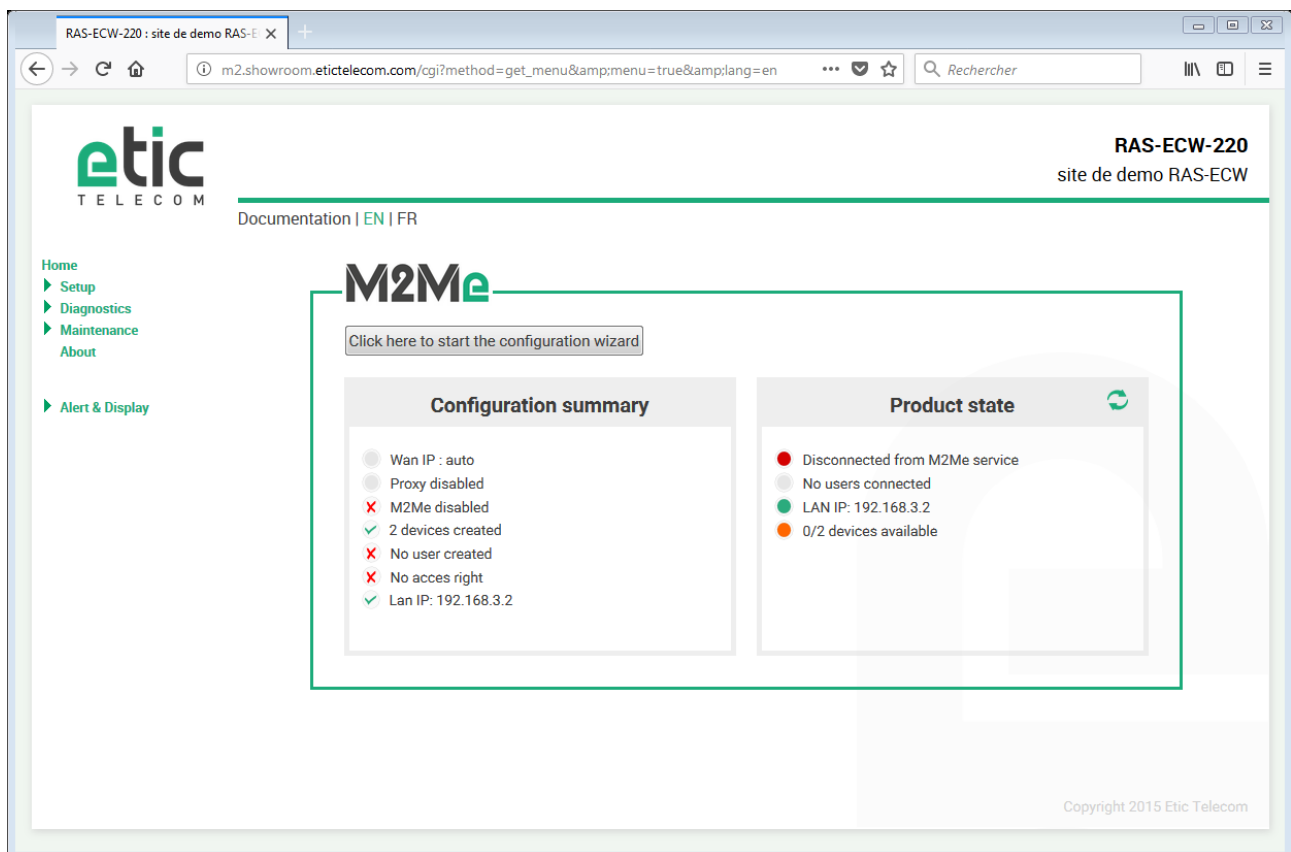 RAS-ECW-220 : site de demo RAS-E
m2.showroom.etictelecom.com/cgi?method=get_menu&amp;menu=true&amp;lang=en
Rechercher
etic
TELECOM
RAS-ECW-220
site de demo RAS-ECW
Documentation | EN | FR
Home
Setup
Diagnostics
Maintenance
About
Alert & Display
M2Me
Click here to start the configuration wizard
Configuration summary
Wan IP : auto
Proxy disabled
M2Me disabled
2 devices created
No user created
No acces right
Lan IP: 192.168.3.2
Product state
Disconnected from M2Me service
No users connected
LAN IP: 192.168.3.2
0/2 devices available
Copyright 2015 Etic Telecom